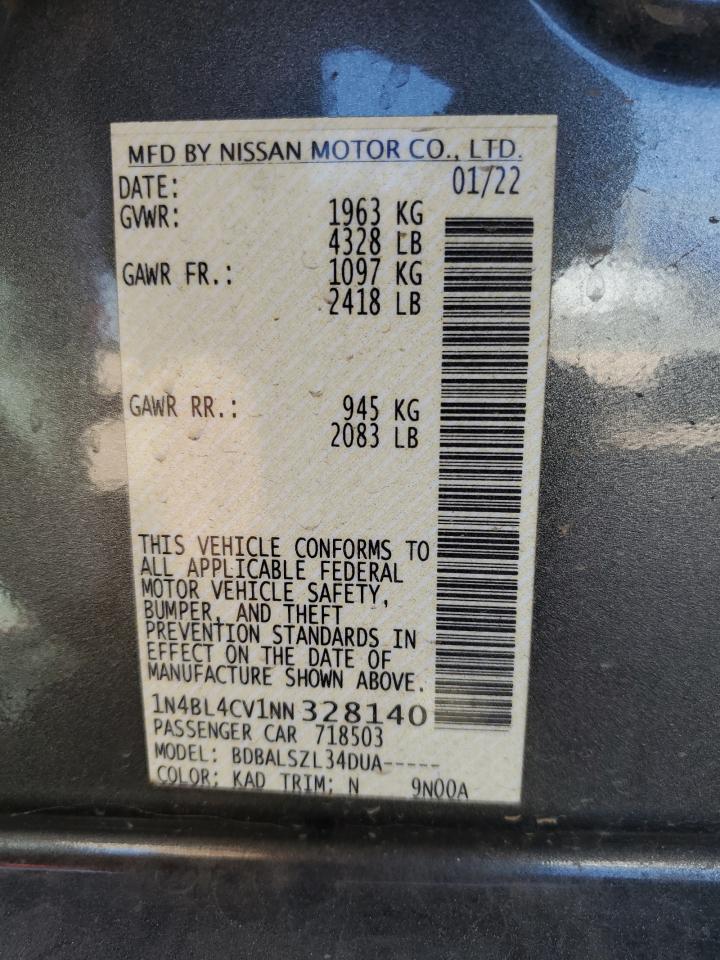 MFD BY NISSAN MOTOR CO., LTD.
DATE: 01/22
GVWR: 1963 KG
4328 LB
GAWR FR.: 1097 KG
2418 LB
GAWR RR.: 945 KG
2083 LB
THIS VEHICLE CONFORMS TO
ALL APPLICABLE FEDERAL
MOTOR VEHICLE SAFETY,
BUMPER, AND THEFT
PREVENTION STANDARDS IN
EFFECT ON THE DATE OF
MANUFACTURE SHOWN ABOVE.
1N4BL4CV1NN328140
PASSENGER CAR 718503
MODEL: BDBALSZL34DUA-----
COLOR; KAD TRIM; N 9N00A